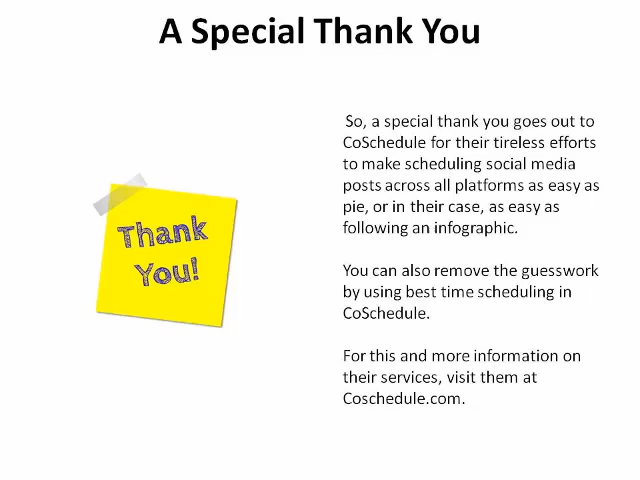 A Special Thank You
So, a special thank you goes out to
CoSchedule for their tireless efforts
to make scheduling social media
posts across all platforms as easy as
pie, or in their case, as easy as
following an infographic.
You can also remove the guesswork
by using best time scheduling in
CoSchedule.
For this and more information on
their services, visit them at
Coschedule.com.
Thank
You!